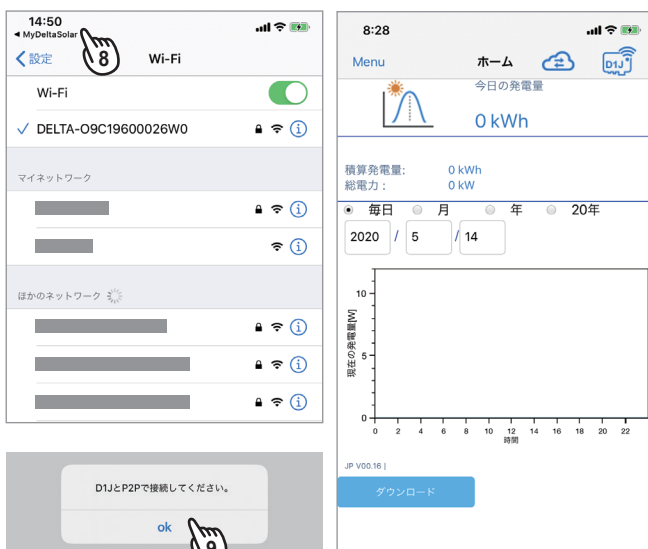 14:50
◀ MyDeltaSolar
8
設定
Wi-Fi
Wi-Fi
DELTA-O9C19600026W0
マイネットワーク
ほかのネットワーク
D1JとP2Pで接続してください。
ok
9
8:28
Menu
ホーム
D1J
今日の発電量
0 kWh
積算発電量: 0 kWh
総電力 : 0 kW
毎日 月 年 20年
2020 / 5 / 14
現在の発電量[W]
10
5
0
0 2 4 6 8 10 12 14 16 18 20 22
時間
JP V00.16 |
ダウンロード